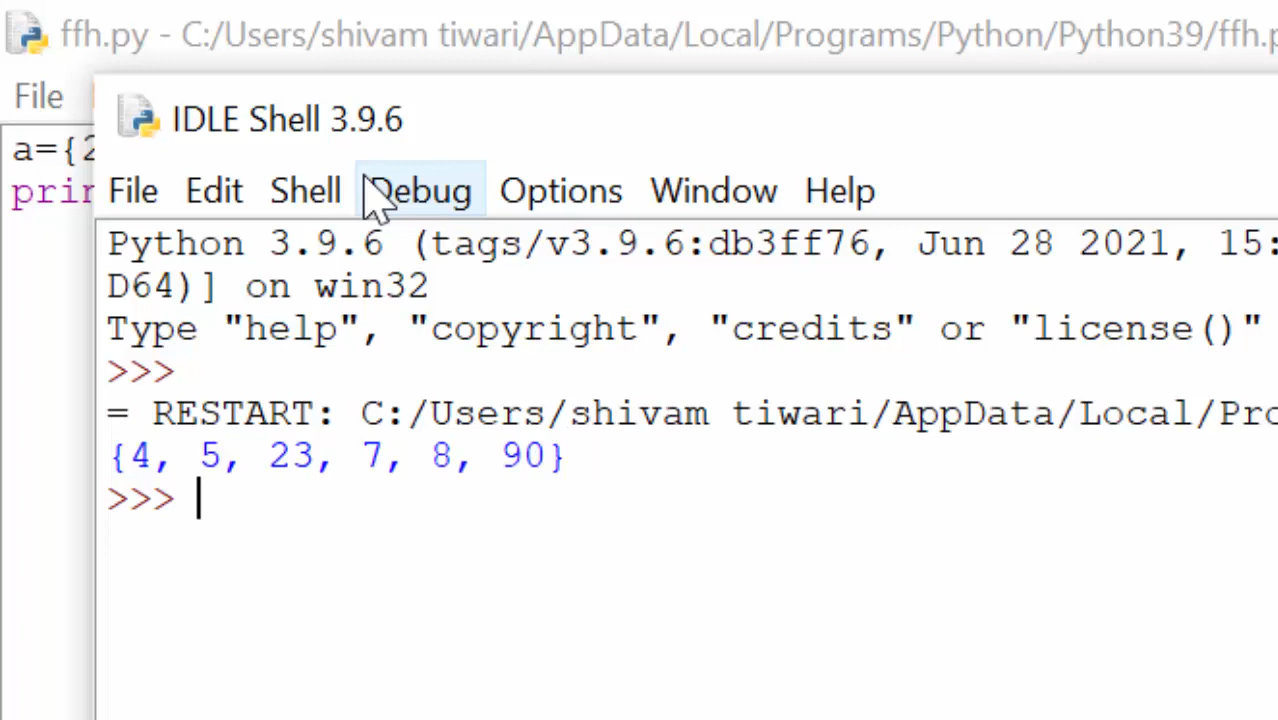 ffh.py - C:/Users/shivam tiwari/AppData/Local/Programs/Python/Python39/ffh.p
File
IDLE Shell 3.9.6
a={2
prin
File Edit Shell Debug Options Window Help
Python 3.9.6 (tags/v3.9.6:db3ff76, Jun 28 2021, 15:
D64)] on win32
Type "help", "copyright", "credits" or "license()"
>>>
= RESTART: C:/Users/shivam tiwari/AppData/Local/Pro
{4, 5, 23, 7, 8, 90}
>>>